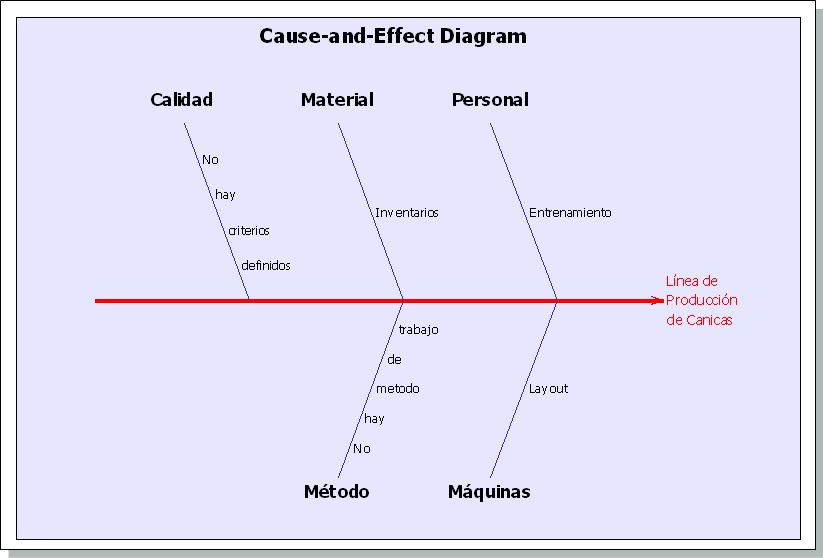 Cause-and-Effect Diagram
Calidad
Material
Personal
No
hay
criterios
definidos
Inventarios
Entrenamiento
Línea de
Producción
de Canicas
trabajo
de
metodo
hay
No
Layout
Método
Máquinas